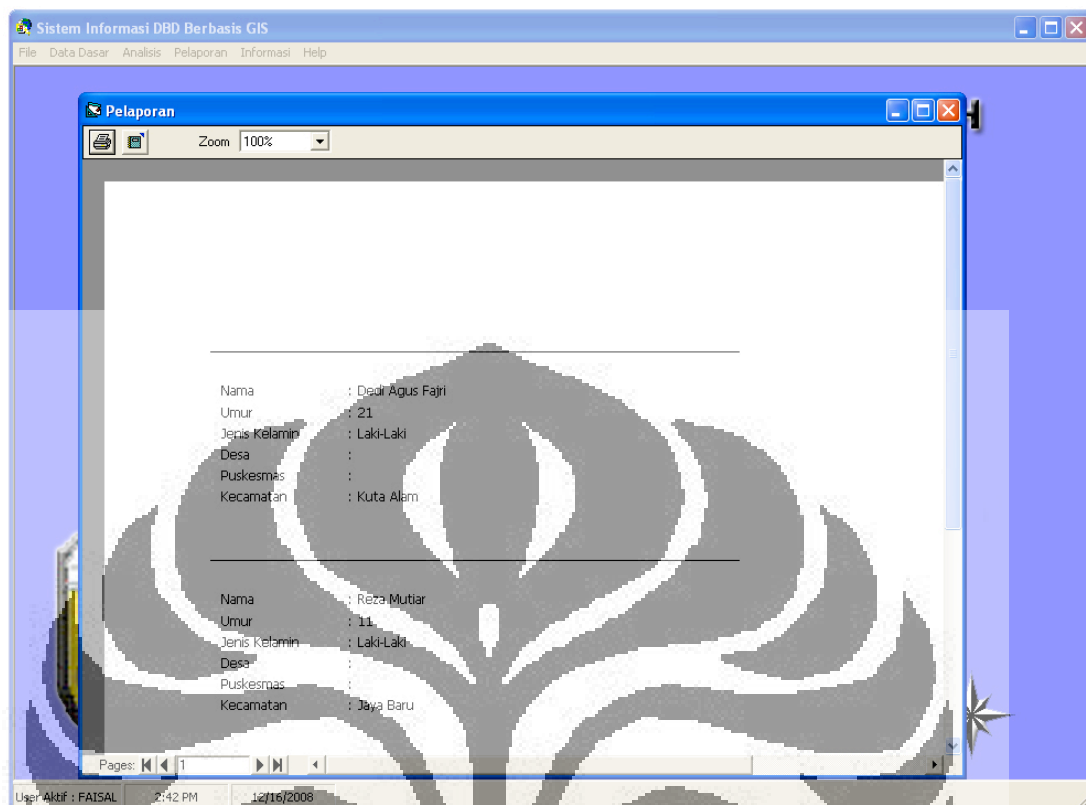 Sistem Informasi DBD Berbasis GIS
File Data Dasar Analisis Pelaporan Informasi Help
Pelaporan
Zoom 100%
Nama : Dedi Agus Fajri
Umur : 21
Jenis Kelamin : Laki-Laki
Desa :
Puskesmas :
Kecamatan : Kuta Alam
Nama : Reza Mutiar
Umur : 11
Jenis Kelamin : Laki-Laki
Desa :
Puskesmas :
Kecamatan : Jaya Baru
Pages: 1
User Aktif : FAISAL 2:42 PM 12/16/2008